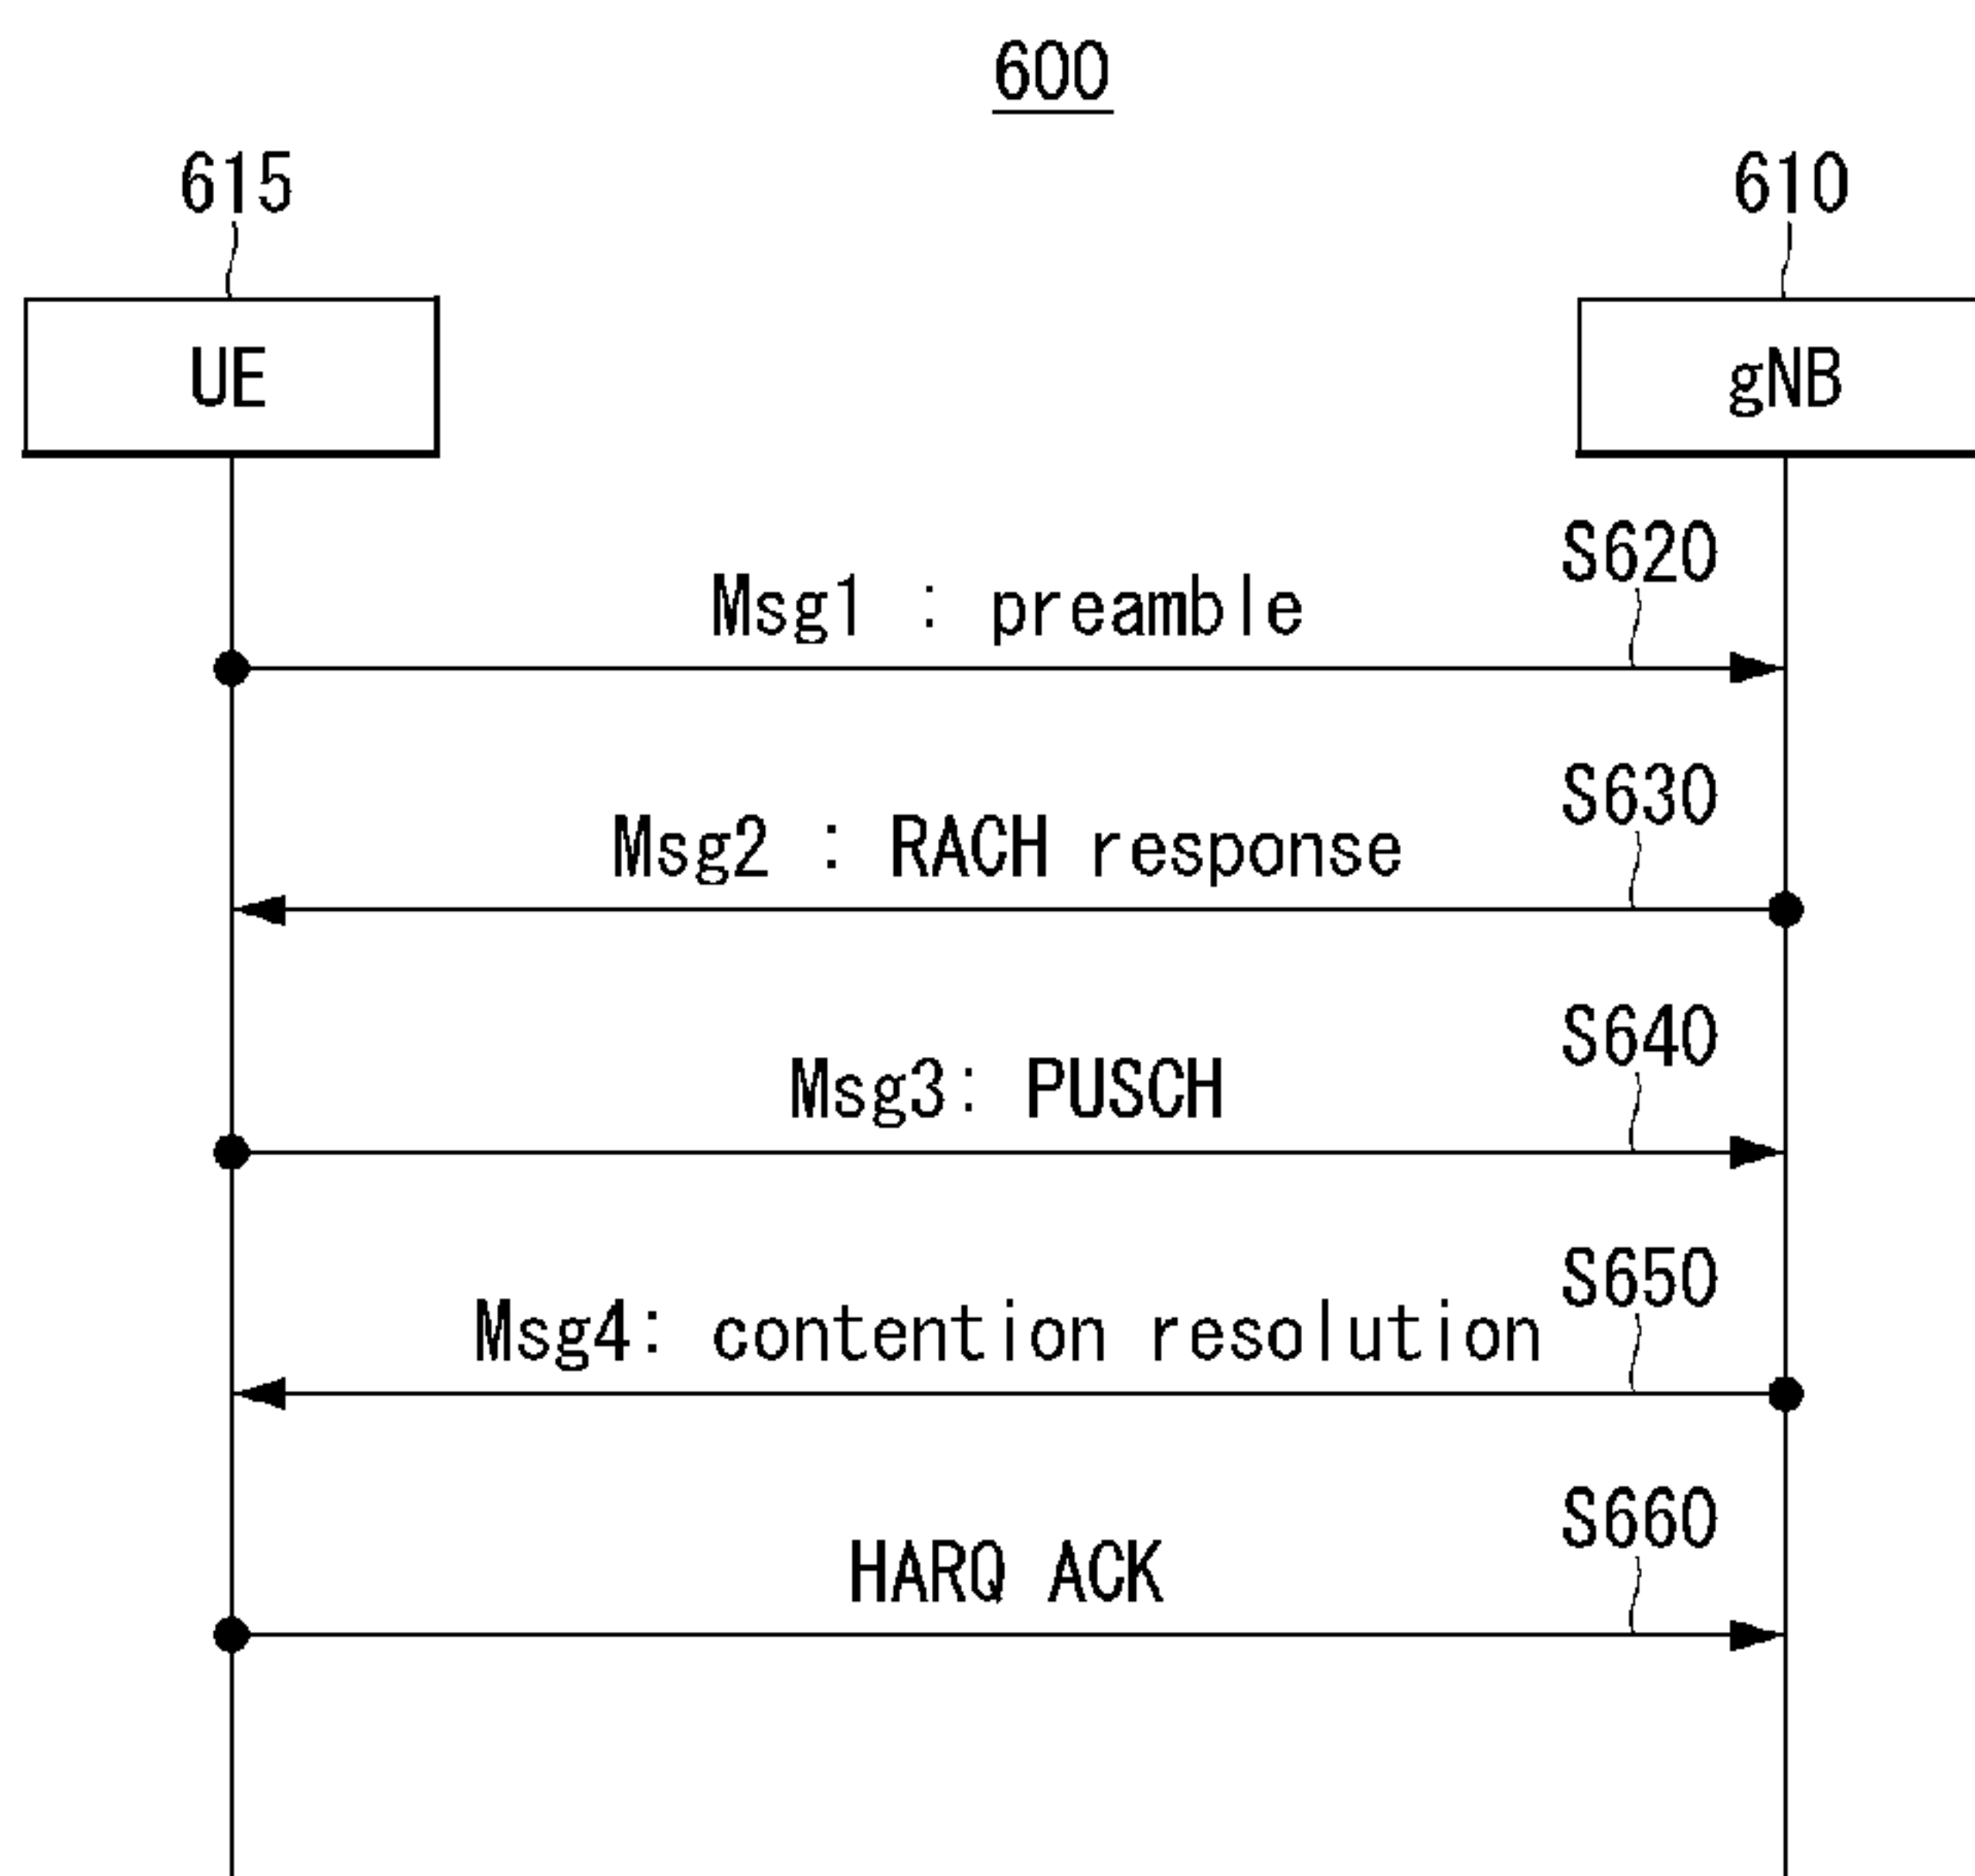 600
615
610
UE
gNB
S620
Msg1 : preamble
S630
Msg2 : RACH response
S640
Msg3: PUSCH
S650
Msg4: contention resolution
S660
HARQ ACK